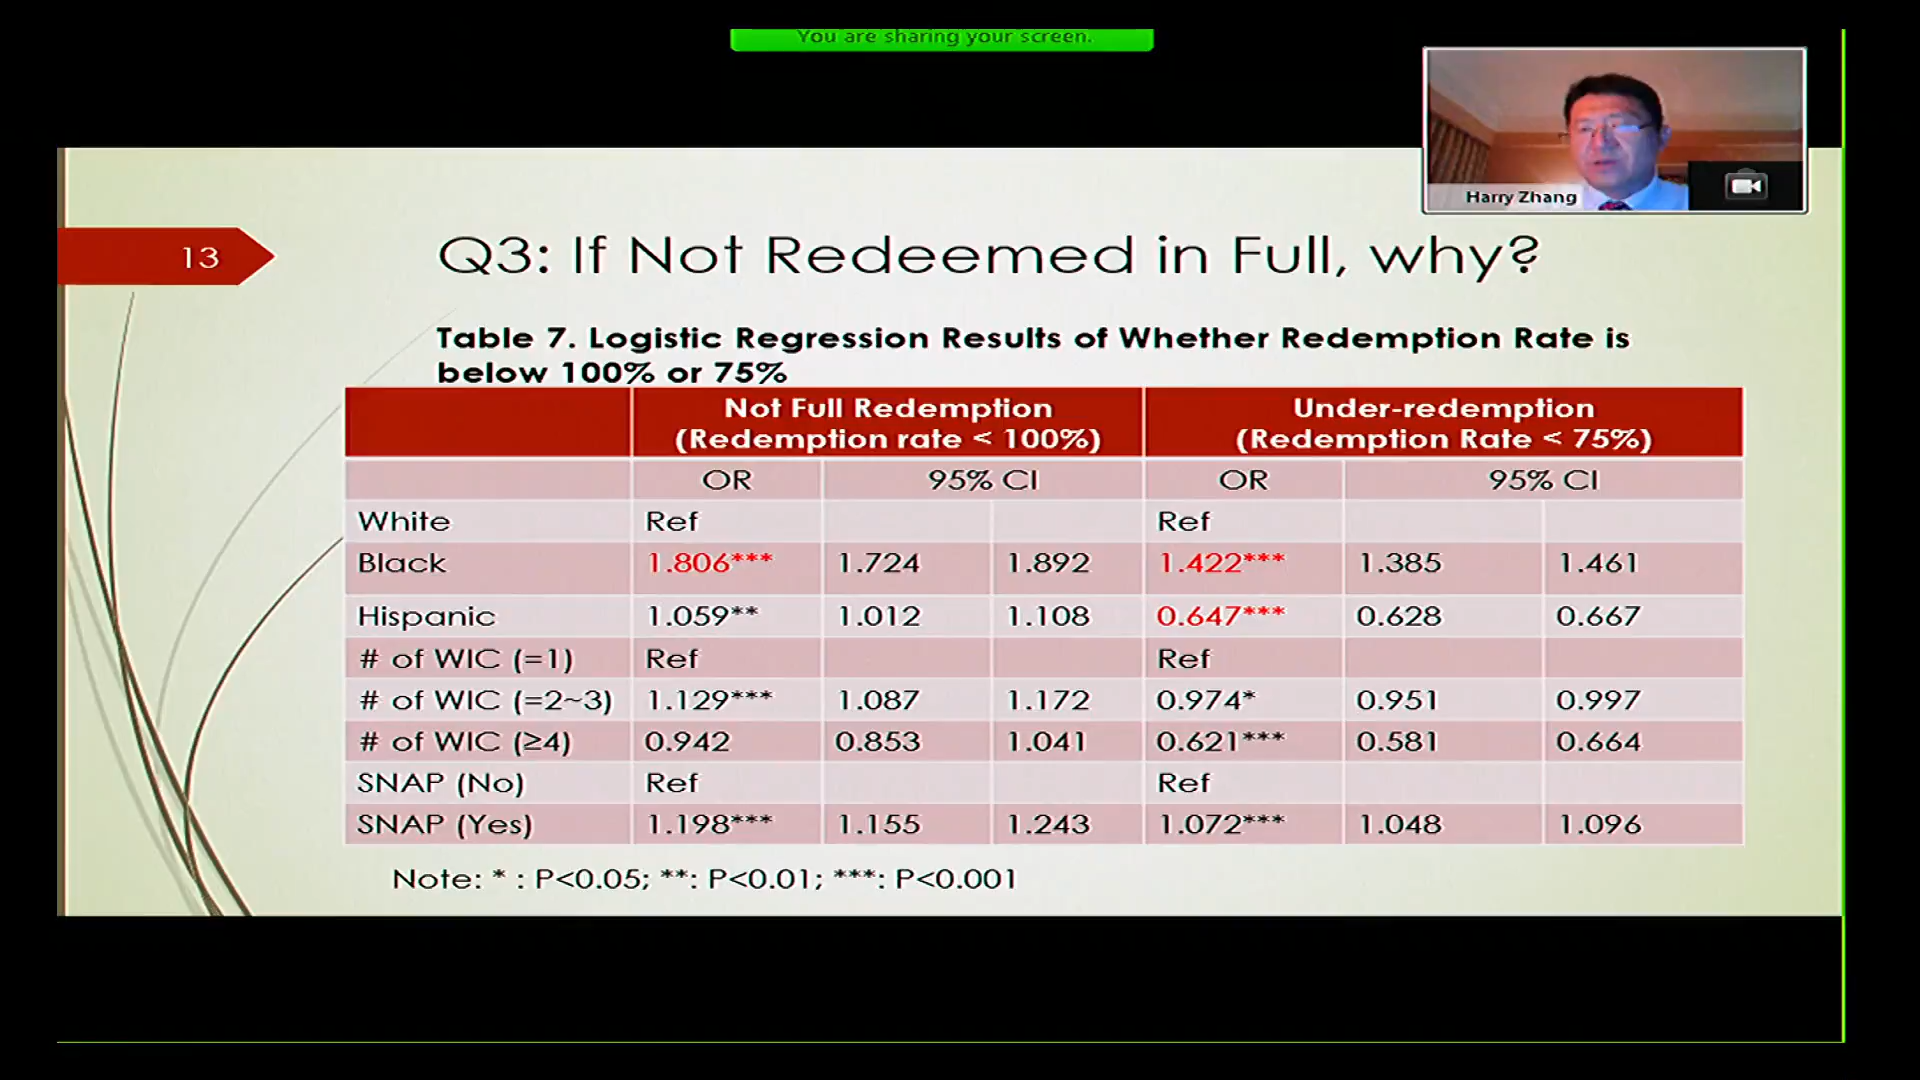 You are sharing your screen.
Harry Zhang
13
Q3: If Not Redeemed in Full, why?
Table 7. Logistic Regression Results of Whether Redemption Rate is
below 100% or 75%
Not Full Redemption
(Redemption rate < 100%)
Under-redemption
(Redemption Rate < 75%)
OR 95% CI OR 95% CI
White Ref Ref
Black 1.806*** 1.724 1.892 1.422*** 1.385 1.461
Hispanic 1.059** 1.012 1.108 0.647*** 0.628 0.667
# of WIC (=1) Ref Ref
# of WIC (=2~3) 1.129*** 1.087 1.172 0.974* 0.951 0.997
# of WIC (≥4) 0.942 0.853 1.041 0.621*** 0.581 0.664
SNAP (No) Ref Ref
SNAP (Yes) 1.198*** 1.155 1.243 1.072*** 1.048 1.096
Note: * : P<0.05; **: P<0.01; ***: P<0.001